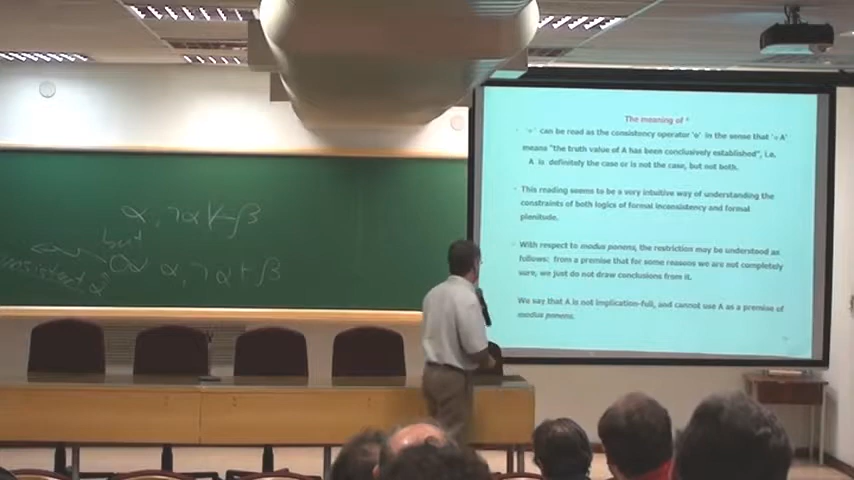 The meaning of *
'∘' can be read as the consistency operator '∘' in the sense that '∘A'
means "the truth value of A has been conclusively established", i.e.
A is definitely the case or is not the case, but not both.
This reading seems to be a very intuitive way of understanding the
constraints of both logics of formal inconsistency and formal
plenitude.
With respect to modus ponens, the restriction may be understood as
follows: from a premise that for some reasons we are not completely
sure, we just do not draw conclusions from it.
We say that A is not implication-full, and cannot use A as a premise of
modus ponens.
α, ¬α ⊬ β
but
∘α, α, ¬α ⊢ β